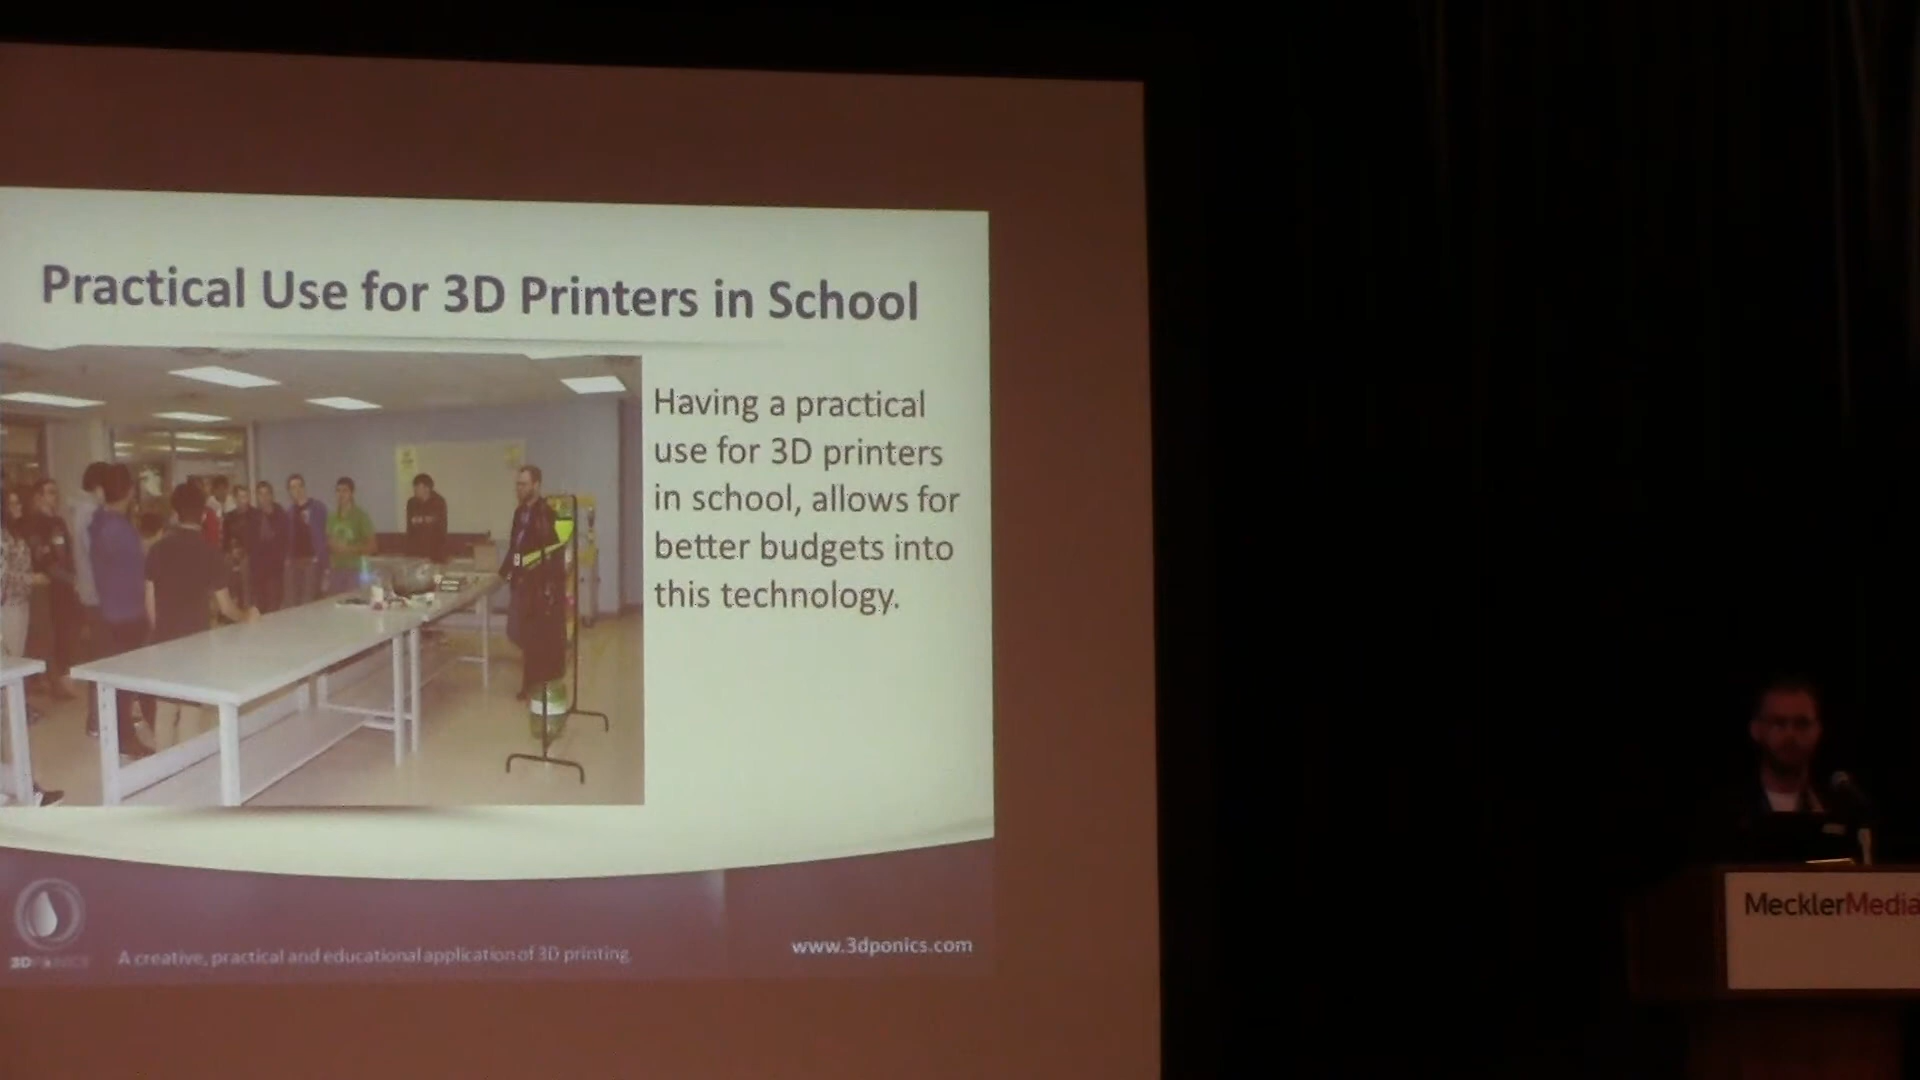 Practical Use for 3D Printers in School
Having a practical
use for 3D printers
in school, allows for
better budgets into
this technology.
3DPONICS
A creative, practical and educational application of 3D printing
www.3dponics.com
MecklerMedia